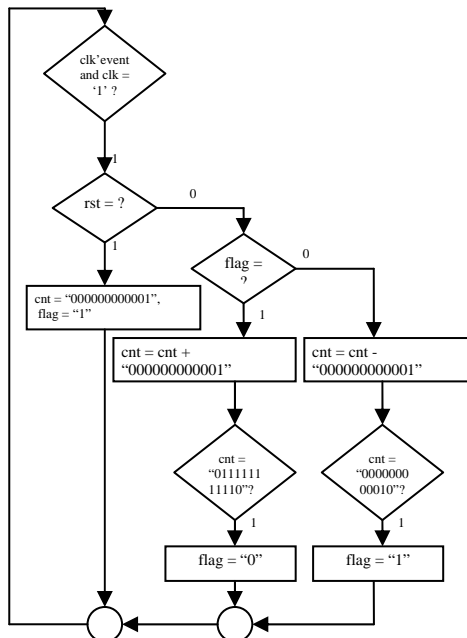 clk’event
and clk =
‘1’ ?
1
rst = ?
0
1
cnt = “000000000001”,
flag = “1”
flag =
?
0
1
cnt = cnt +
“000000000001”
cnt = cnt -
“000000000001”
cnt =
“0111111
11110”?
cnt =
“0000000
00010”?
1
1
flag = “0”
flag = “1”